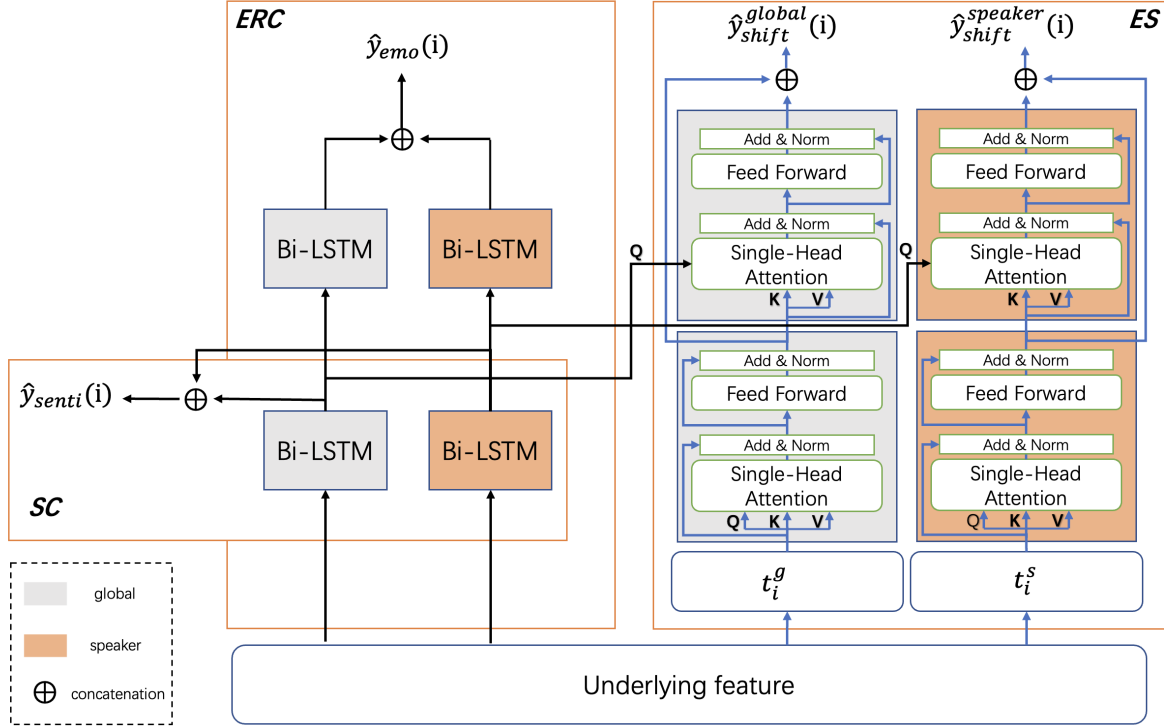 ERC
ŷ_emo(i)
Bi-LSTM
Bi-LSTM
SC
ŷ_senti(i)
Bi-LSTM
Bi-LSTM
ES
ŷ_shift^global(i)
ŷ_shift^speaker(i)
Add & Norm
Feed Forward
Add & Norm
Q
Single-Head
Attention
K
V
Add & Norm
Feed Forward
Add & Norm
Q
Single-Head
Attention
K
V
Add & Norm
Feed Forward
Add & Norm
Single-Head
Attention
Q
K
V
Add & Norm
Feed Forward
Add & Norm
Single-Head
Attention
Q
K
V
t_i^g
t_i^s
global
speaker
concatenation
Underlying feature